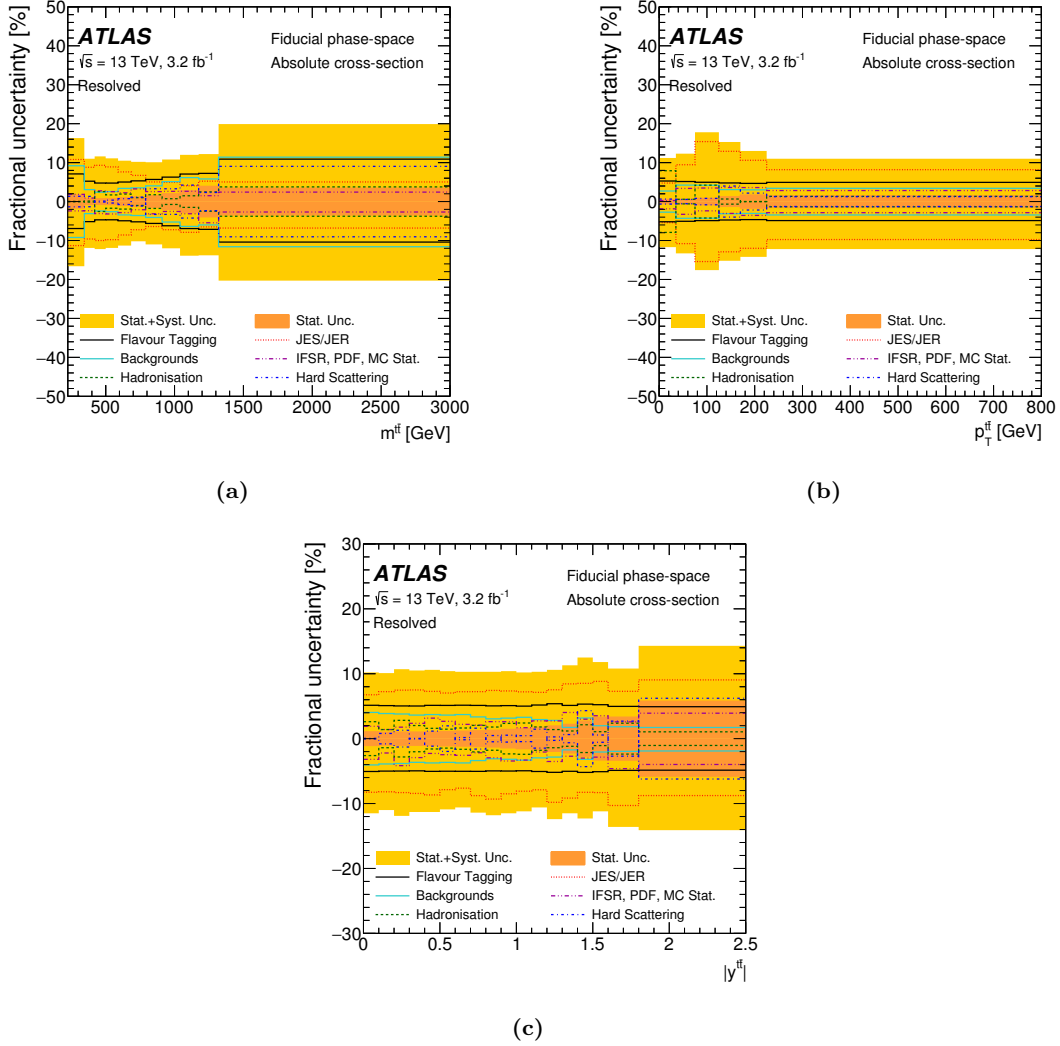 Fractional uncertainty [%]
50
40
30
20
10
0
−10
−20
−30
−40
−50
ATLAS
√s = 13 TeV, 3.2 fb⁻¹
Resolved
Fiducial phase-space
Absolute cross-section
Stat.+Syst. Unc.
Stat. Unc.
Flavour Tagging
JES/JER
Backgrounds
IFSR, PDF, MC Stat.
Hadronisation
Hard Scattering
500 1000 1500 2000 2500 3000
m^{tt̄} [GeV]
(a)
Fractional uncertainty [%]
50
40
30
20
10
0
−10
−20
−30
−40
−50
ATLAS
√s = 13 TeV, 3.2 fb⁻¹
Resolved
Fiducial phase-space
Absolute cross-section
Stat.+Syst. Unc.
Stat. Unc.
Flavour Tagging
JES/JER
Backgrounds
IFSR, PDF, MC Stat.
Hadronisation
Hard Scattering
0 100 200 300 400 500 600 700 800
p_T^{tt̄} [GeV]
(b)
Fractional uncertainty [%]
30
20
10
0
−10
−20
−30
ATLAS
√s = 13 TeV, 3.2 fb⁻¹
Resolved
Fiducial phase-space
Absolute cross-section
Stat.+Syst. Unc.
Stat. Unc.
Flavour Tagging
JES/JER
Backgrounds
IFSR, PDF, MC Stat.
Hadronisation
Hard Scattering
0 0.5 1 1.5 2 2.5
|y^{tt̄}|
(c)